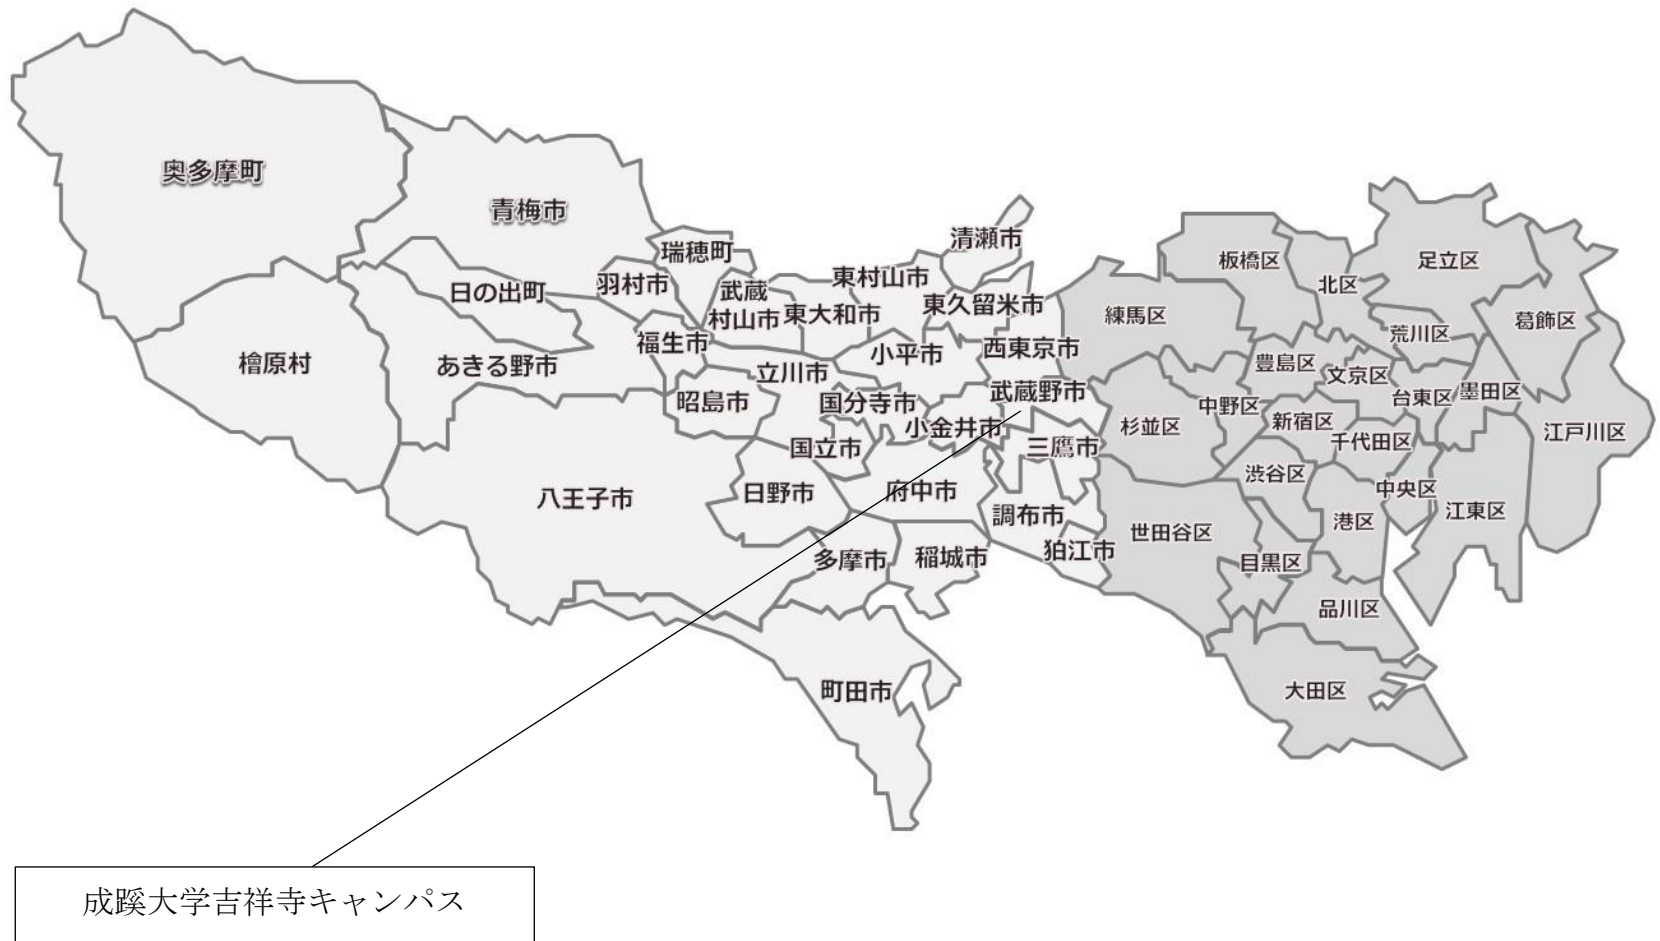 奥多摩町
青梅市
瑞穂町
清瀬市
羽村市
日の出町
武蔵
村山市
東村山市
東大和市
東久留米市
檜原村
あきる野市
福生市
昭島市
立川市
小平市
西東京市
武蔵野市
国分寺市
小金井市
国立市
三鷹市
八王子市
日野市
府中市
調布市
狛江市
多摩市
稲城市
町田市
板橋区
北区
足立区
葛飾区
練馬区
荒川区
豊島区
文京区
台東区
墨田区
杉並区
中野区
新宿区
千代田区
江戸川区
渋谷区
中央区
江東区
世田谷区
港区
目黒区
品川区
大田区
成蹊大学吉祥寺キャンパス